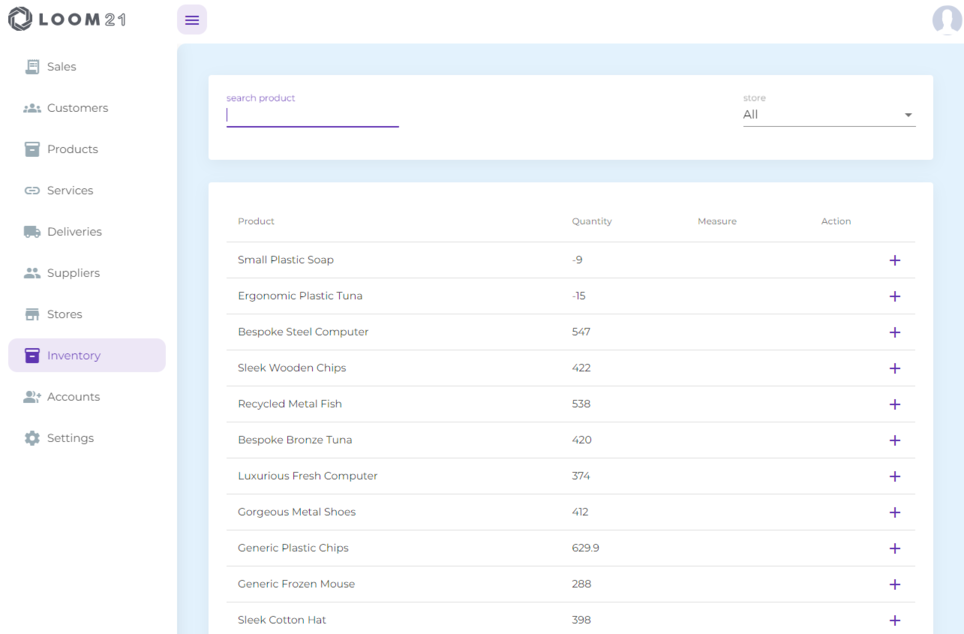 LOOM21
Sales
Customers
Products
Services
Deliveries
Suppliers
Stores
Inventory
Accounts
Settings
search product
store
All
Product Quantity Measure Action
Small Plastic Soap -9
Ergonomic Plastic Tuna -15
Bespoke Steel Computer 547
Sleek Wooden Chips 422
Recycled Metal Fish 538
Bespoke Bronze Tuna 420
Luxurious Fresh Computer 374
Gorgeous Metal Shoes 412
Generic Plastic Chips 629.9
Generic Frozen Mouse 288
Sleek Cotton Hat 398